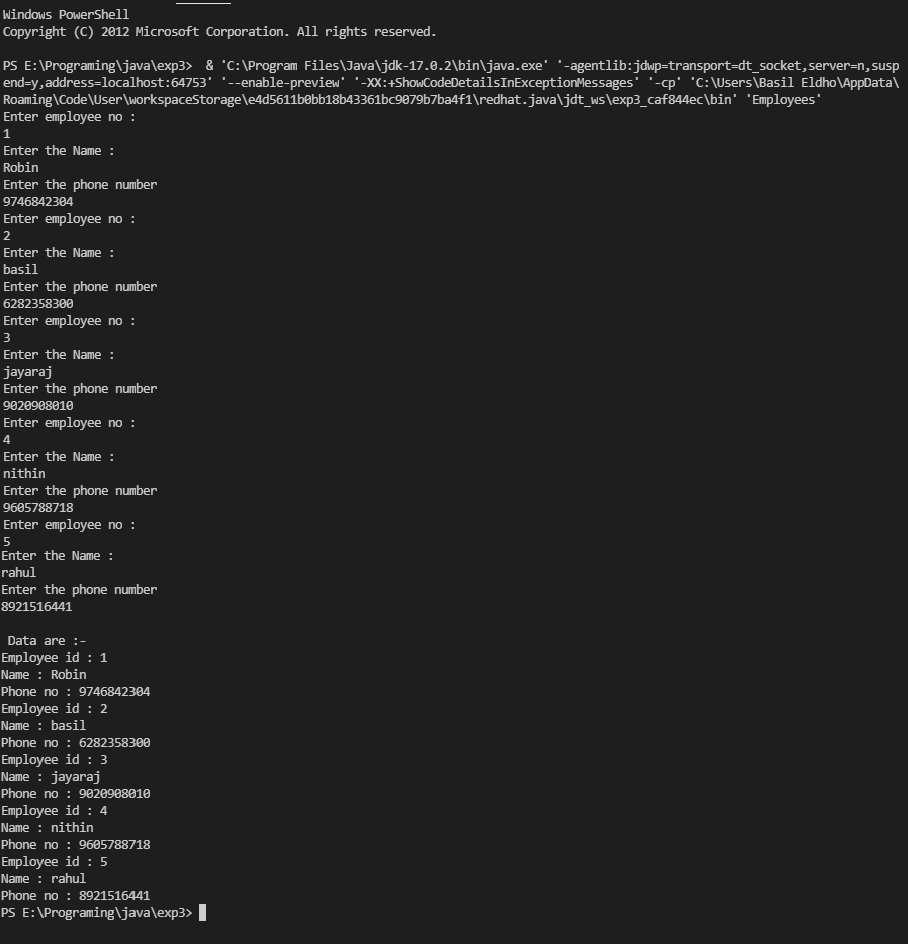 Windows PowerShell
Copyright (C) 2012 Microsoft Corporation. All rights reserved.
PS E:\Programing\java\exp3>  & 'C:\Program Files\Java\jdk-17.0.2\bin\java.exe' '-agentlib:jdwp=transport=dt_socket,server=n,susp
end=y,address=localhost:64753' '--enable-preview' '-XX:+ShowCodeDetailsInExceptionMessages' '-cp' 'C:\Users\Basil Eldho\AppData\
Roaming\Code\User\workspaceStorage\e4d5611b0bb18b43361bc9079b7ba4f1\redhat.java\jdt_ws\exp3_caf844ec\bin' 'Employees'
Enter employee no :
1
Enter the Name :
Robin
Enter the phone number
9746842304
Enter employee no :
2
Enter the Name :
basil
Enter the phone number
6282358300
Enter employee no :
3
Enter the Name :
jayaraj
Enter the phone number
9020908010
Enter employee no :
4
Enter the Name :
nithin
Enter the phone number
9605788718
Enter employee no :
5
Enter the Name :
rahul
Enter the phone number
8921516441
Data are :-
Employee id : 1
Name : Robin
Phone no : 9746842304
Employee id : 2
Name : basil
Phone no : 6282358300
Employee id : 3
Name : jayaraj
Phone no : 9020908010
Employee id : 4
Name : nithin
Phone no : 9605788718
Employee id : 5
Name : rahul
Phone no : 8921516441
PS E:\Programing\java\exp3>